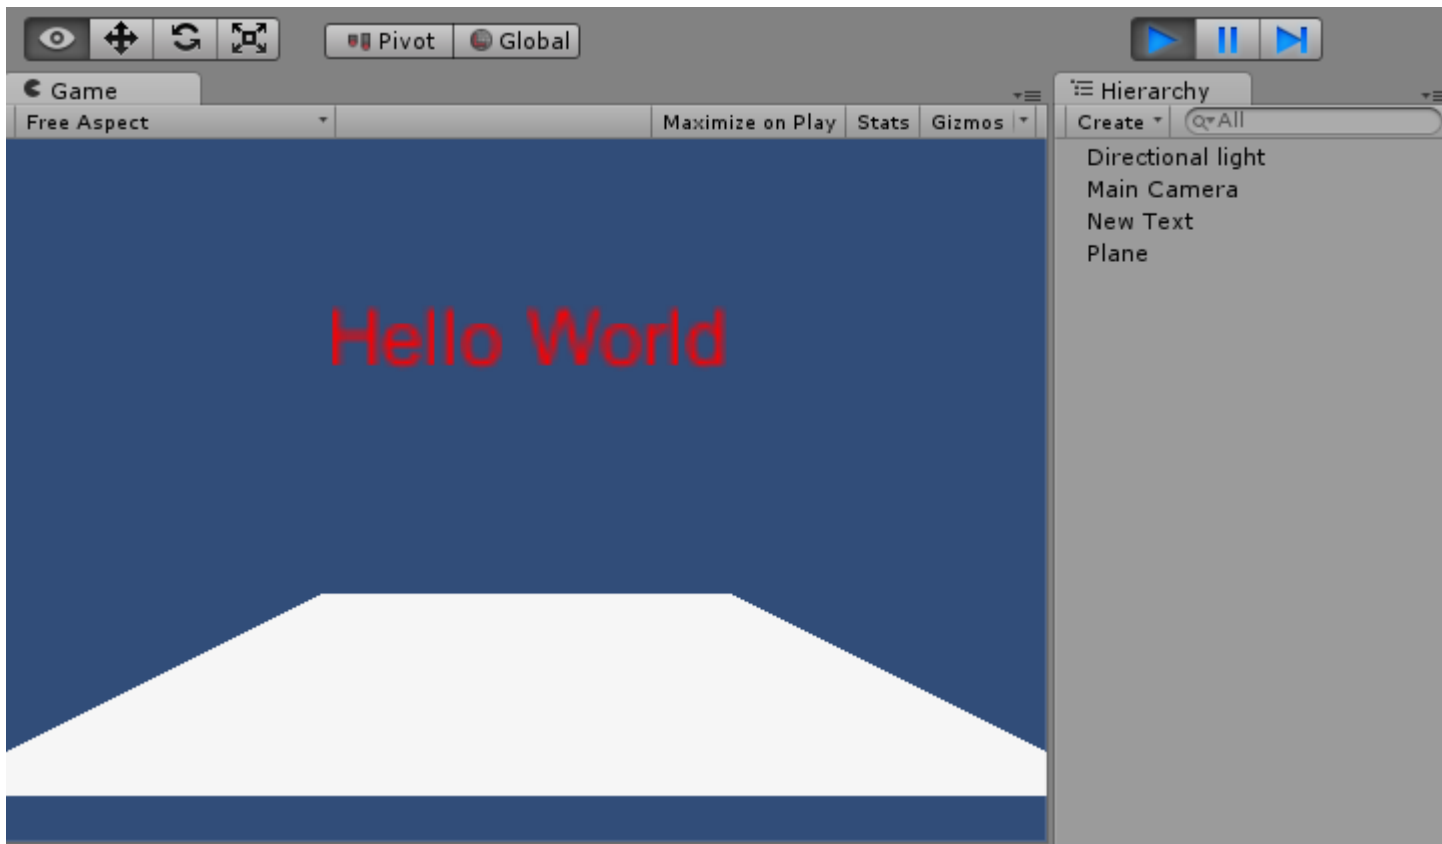 Pivot Global
Game
Hierarchy
Free Aspect Maximize on Play Stats Gizmos
Create All
Directional light
Main Camera
New Text
Plane
Hello World